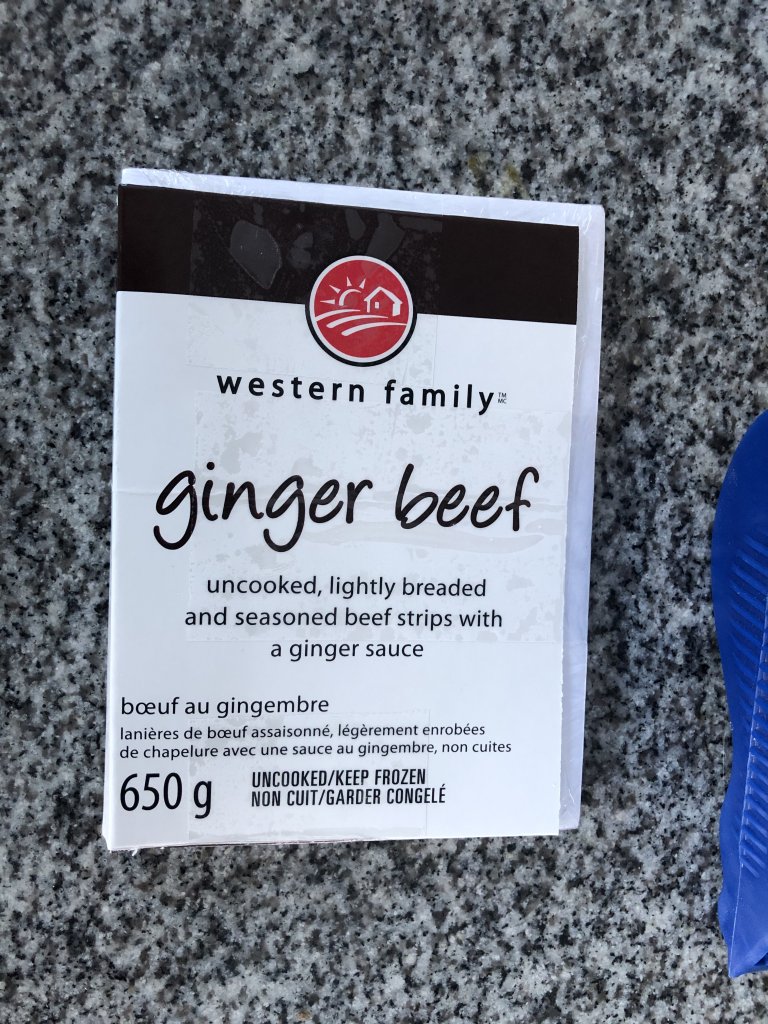 western family™ᴹᶜ
ginger beef
uncooked, lightly breaded
and seasoned beef strips with
a ginger sauce
bœuf au gingembre
lanières de bœuf assaisonné, légèrement enrobées
de chapelure avec une sauce au gingembre, non cuites
650 g
UNCOOKED/KEEP FROZEN
NON CUIT/GARDER CONGELÉ